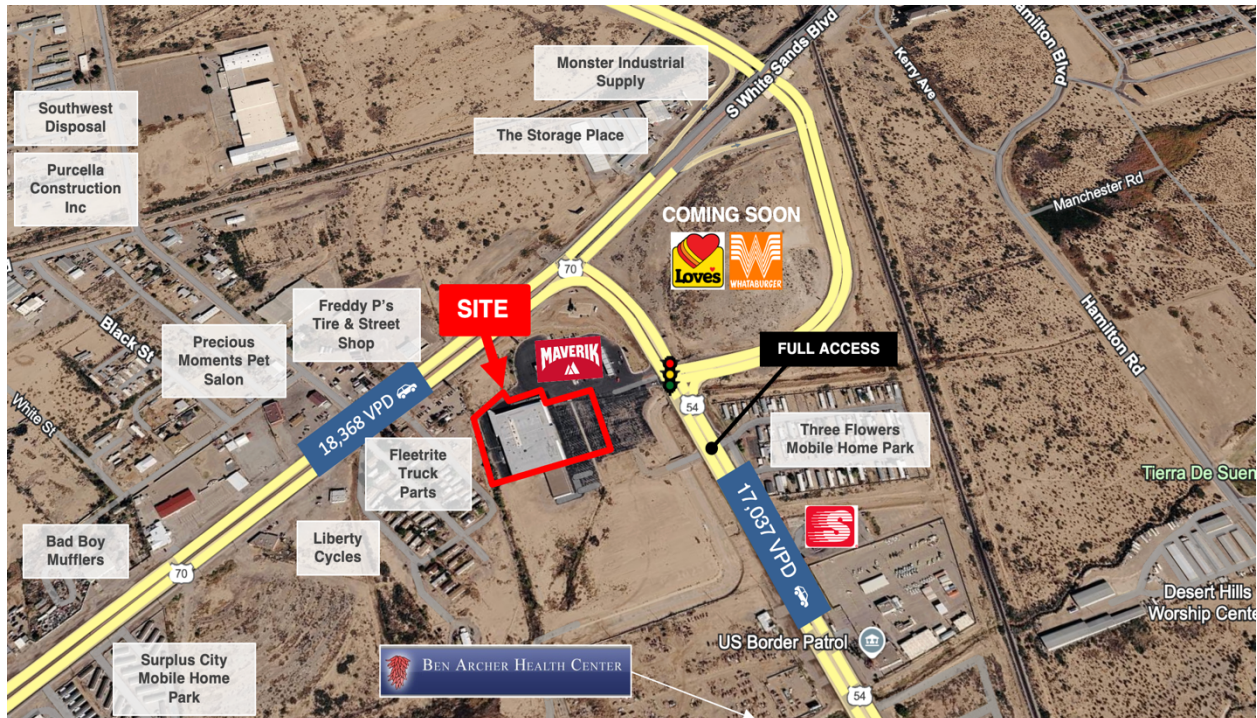 S White Sands Blvd
Hamilton Blvd
Kerry Ave
Monster Industrial
Supply
Southwest
Disposal
The Storage Place
Purcella
Construction
Inc
Manchester Rd
COMING SOON
Loves
WHATABURGER
70
Hamilton Rd
SITE
Freddy P's
Tire & Street
Shop
Black St
Precious
Moments Pet
Salon
MAVERIK
FULL ACCESS
54
White St
18,368 VPD
Three Flowers
Mobile Home Park
Fleetrite
Truck
Parts
Tierra De Suen
17,037 VPD
S
Bad Boy
Mufflers
Liberty
Cycles
70
Desert Hills
Worship Cente
US Border Patrol
Surplus City
Mobile Home
Park
BEN ARCHER HEALTH CENTER
54